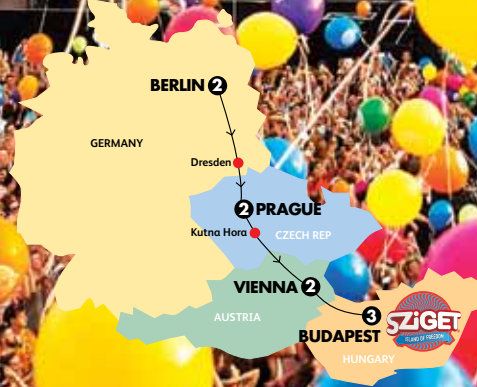 BERLIN 2
GERMANY
Dresden
2 PRAGUE
Kutna Hora
CZECH REP
VIENNA 2
AUSTRIA
3
BUDAPEST
SZiGET
ISLAND OF FREEDOM
HUNGARY